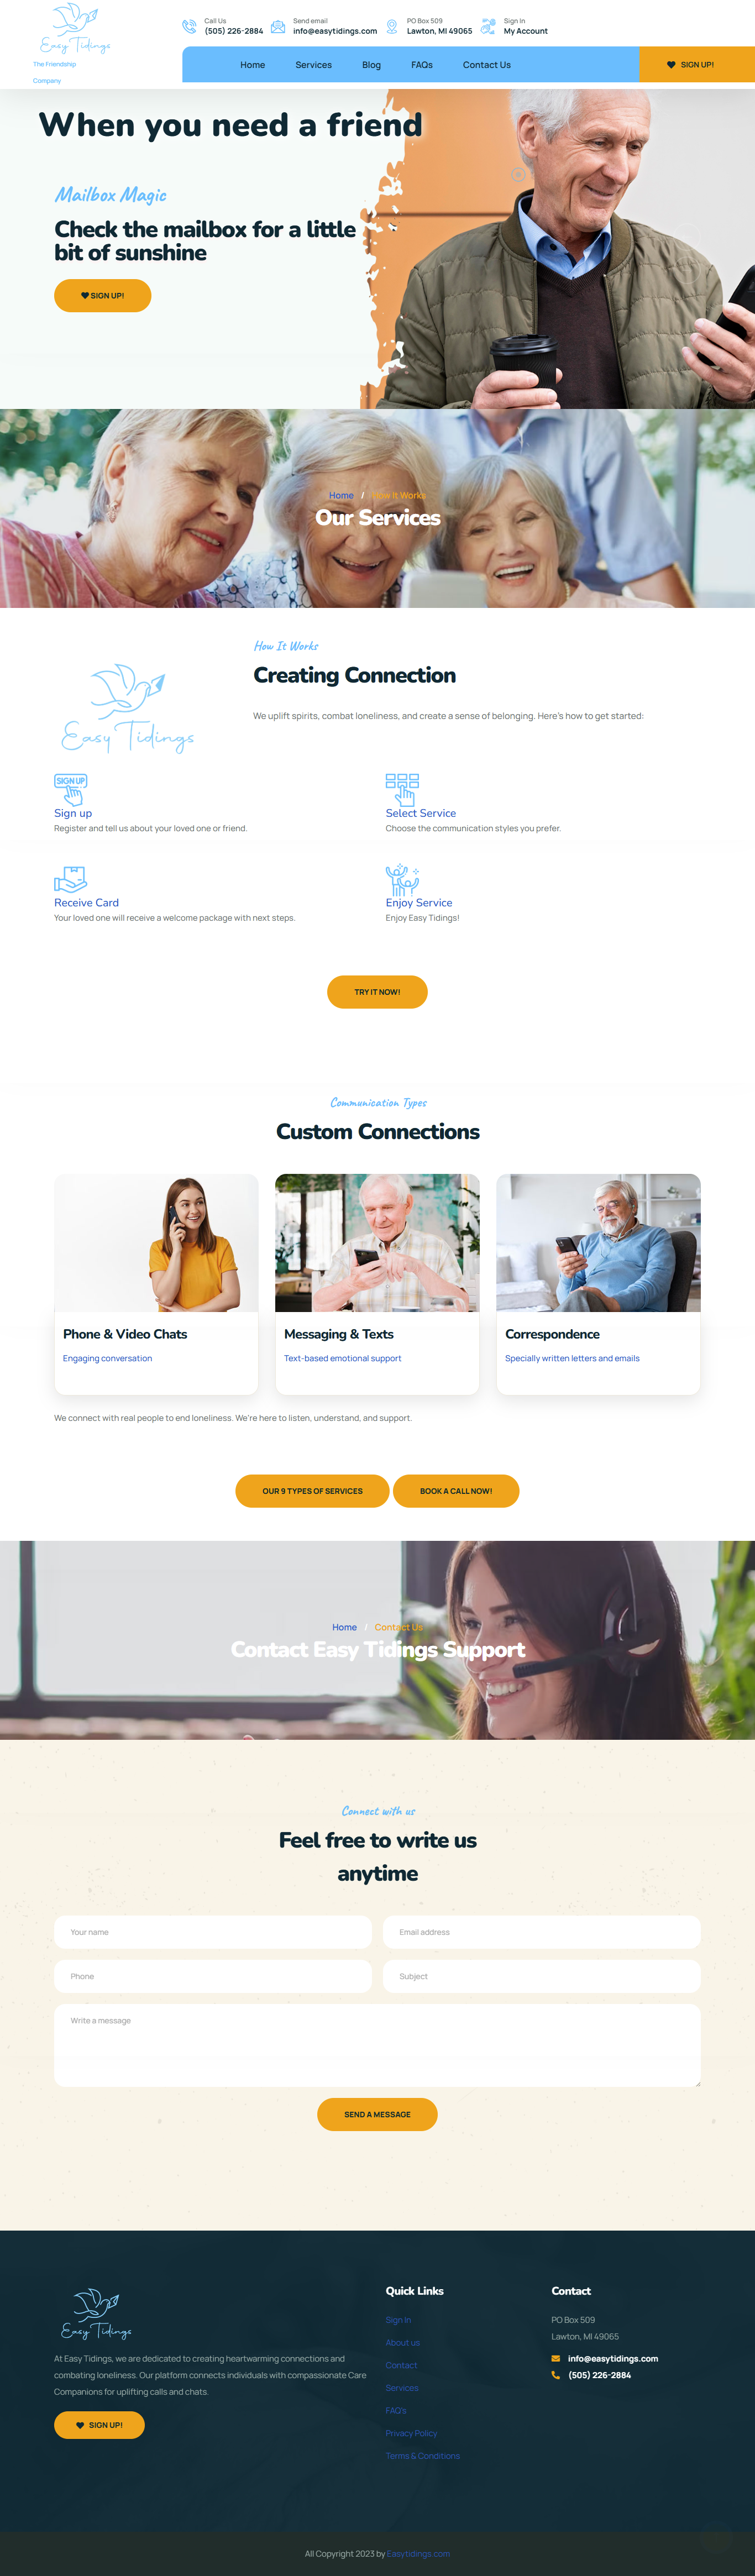 Easy Tidings
The Friendship
Company
Call Us
(505) 226-2884
Send email
info@easytidings.com
PO Box 509
Lawton, MI 49065
Sign In
My Account
Home
Services
Blog
FAQs
Contact Us
SIGN UP!
When you need a friend
Mailbox Magic
Check the mailbox for a little
bit of sunshine
SIGN UP!
Home / How It Works
Our Services
Easy Tidings
How It Works
Creating Connection
We uplift spirits, combat loneliness, and create a sense of belonging. Here's how to get started:
SIGN UP
Sign up
Register and tell us about your loved one or friend.
Select Service
Choose the communication styles you prefer.
Receive Card
Your loved one will receive a welcome package with next steps.
Enjoy Service
Enjoy Easy Tidings!
TRY IT NOW!
Communication Types
Custom Connections
Phone & Video Chats
Engaging conversation
Messaging & Texts
Text-based emotional support
Correspondence
Specially written letters and emails
We connect with real people to end loneliness. We're here to listen, understand, and support.
OUR 9 TYPES OF SERVICES
BOOK A CALL NOW!
Home / Contact Us
Contact Easy Tidings Support
Connect with us
Feel free to write us
anytime
Your name
Email address
Phone
Subject
Write a message
SEND A MESSAGE
Easy Tidings
At Easy Tidings, we are dedicated to creating heartwarming connections and
combating loneliness. Our platform connects individuals with compassionate Care
Companions for uplifting calls and chats.
SIGN UP!
Quick Links
Sign In
About us
Contact
Services
FAQ's
Privacy Policy
Terms & Conditions
Contact
PO Box 509
Lawton, MI 49065
info@easytidings.com
(505) 226-2884
All Copyright 2023 by Easytidings.com